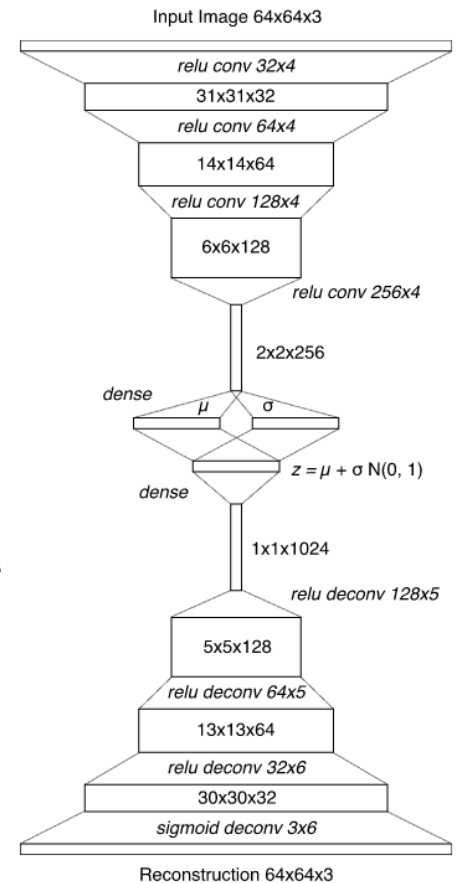 Input Image 64x64x3
relu conv 32x4
31x31x32
relu conv 64x4
14x14x64
relu conv 128x4
6x6x128
relu conv 256x4
2x2x256
dense
μ
σ
z = μ + σ N(0, 1)
dense
1x1x1024
relu deconv 128x5
5x5x128
relu deconv 64x5
13x13x64
relu deconv 32x6
30x30x32
sigmoid deconv 3x6
Reconstruction 64x64x3